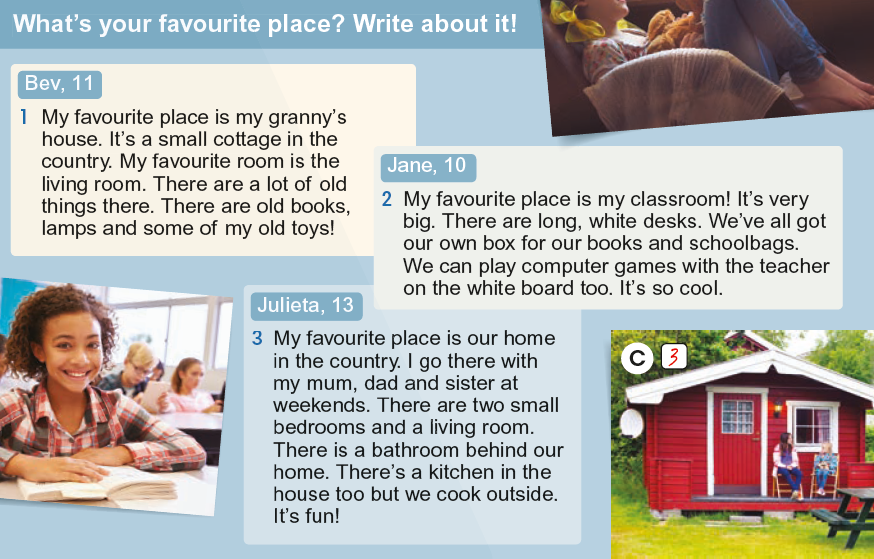 What's your favourite place? Write about it!
Bev, 11
1 My favourite place is my granny's
house. It's a small cottage in the
country. My favourite room is the
living room. There are a lot of old
things there. There are old books,
lamps and some of my old toys!
Jane, 10
2 My favourite place is my classroom! It's very
big. There are long, white desks. We've all got
our own box for our books and schoolbags.
We can play computer games with the teacher
on the white board too. It's so cool.
Julieta, 13
3 My favourite place is our home
in the country. I go there with
my mum, dad and sister at
weekends. There are two small
bedrooms and a living room.
There is a bathroom behind our
home. There's a kitchen in the
house too but we cook outside.
It's fun!
C 3